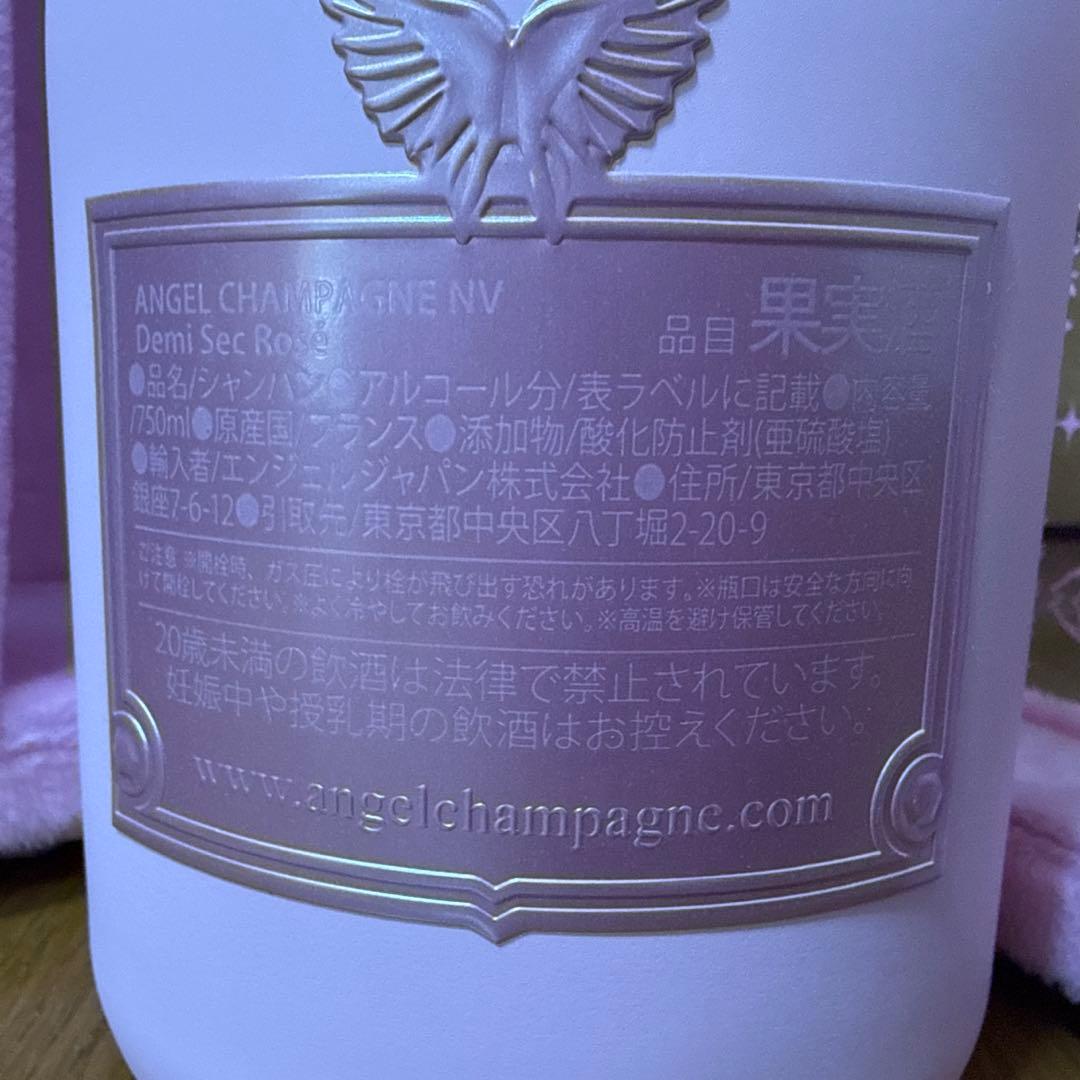 ANGEL CHAMPAGNE NV
Demi Sec Rosé
品目 果実酒
●品名/シャンパン●アルコール分/表ラベルに記載●内容量
/750ml●原産国/フランス●添加物/酸化防止剤(亜硫酸塩)
●輸入者/エンジェルジャパン株式会社●住所/東京都中央区
銀座7-6-12●引取先/東京都中央区八丁堀2-20-9
ご注意 ※開栓時、ガス圧により栓が飛び出す恐れがあります。※瓶口は安全な方向に向
けて開栓してください。※よく冷やしてお飲みください。※高温を避け保管してください。
20歳未満の飲酒は法律で禁止されています。
妊娠中や授乳期の飲酒はお控えください。
www.angelchampagne.com